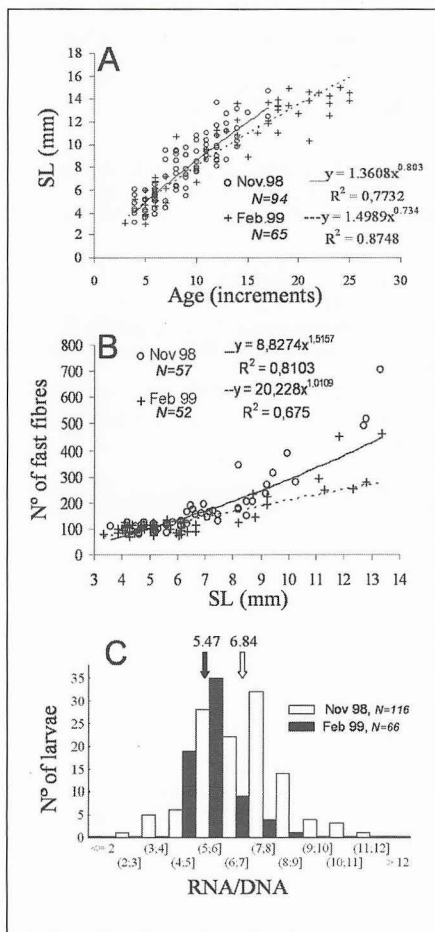 A
SL (mm)
18
16
14
12
10
8
6
4
2
0
o Nov.98 y = 1.3608x^0.803
N=94 R² = 0,7732
+ Feb.99 y = 1.4989x^0.734
N=65 R² = 0.8748
0 5 10 15 20 25 30
Age (increments)
B
Nº of fast fibres
800
700
600
500
400
300
200
100
0
o Nov 98 y = 8,8274x^1,5157
N=57 R² = 0,8103
+ Feb 99 y = 20,228x^1,0109
N=52 R² = 0,675
3 4 5 6 7 8 9 10 11 12 13 14
SL (mm)
C
5.47 6.84
Nº of larvae
35
30
25
20
15
10
5
0
Nov 98, N=116
Feb 99, N=66
<= 2 (3;4] (5;6] (7;8] (9;10] (11;12]
(2;3] (4;5] (6;7] (8;9] (10;11] > 12
RNA/DNA